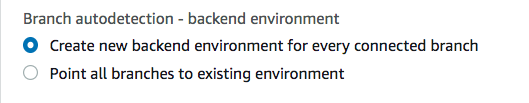 Branch autodetection - backend environment
Create new backend environment for every connected branch
Point all branches to existing environment